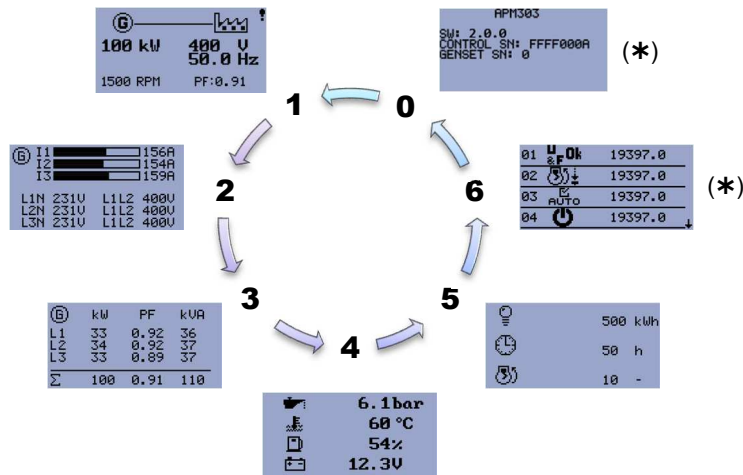 G
100 kW 400 V
50.0 Hz
1500 RPM PF:0.91
APM303
SW: 2.0.0
CONTROL SN: FFFF000A
GENSET SN: 0
(*)
1
0
G I1 156A
I2 154A
I3 159A
L1N 231V L1L2 400V
L2N 231V L1L2 400V
L3N 231V L1L2 400V
2
6
01 U&F Ok 19397.0
02 19397.0
03 AUTO 19397.0
04 19397.0
(*)
3
5
G kW PF kVA
L1 33 0.92 36
L2 34 0.92 37
L3 33 0.89 37
Σ 100 0.91 110
4
500 kWh
50 h
10 -
6.1bar
60 °C
54%
12.3V